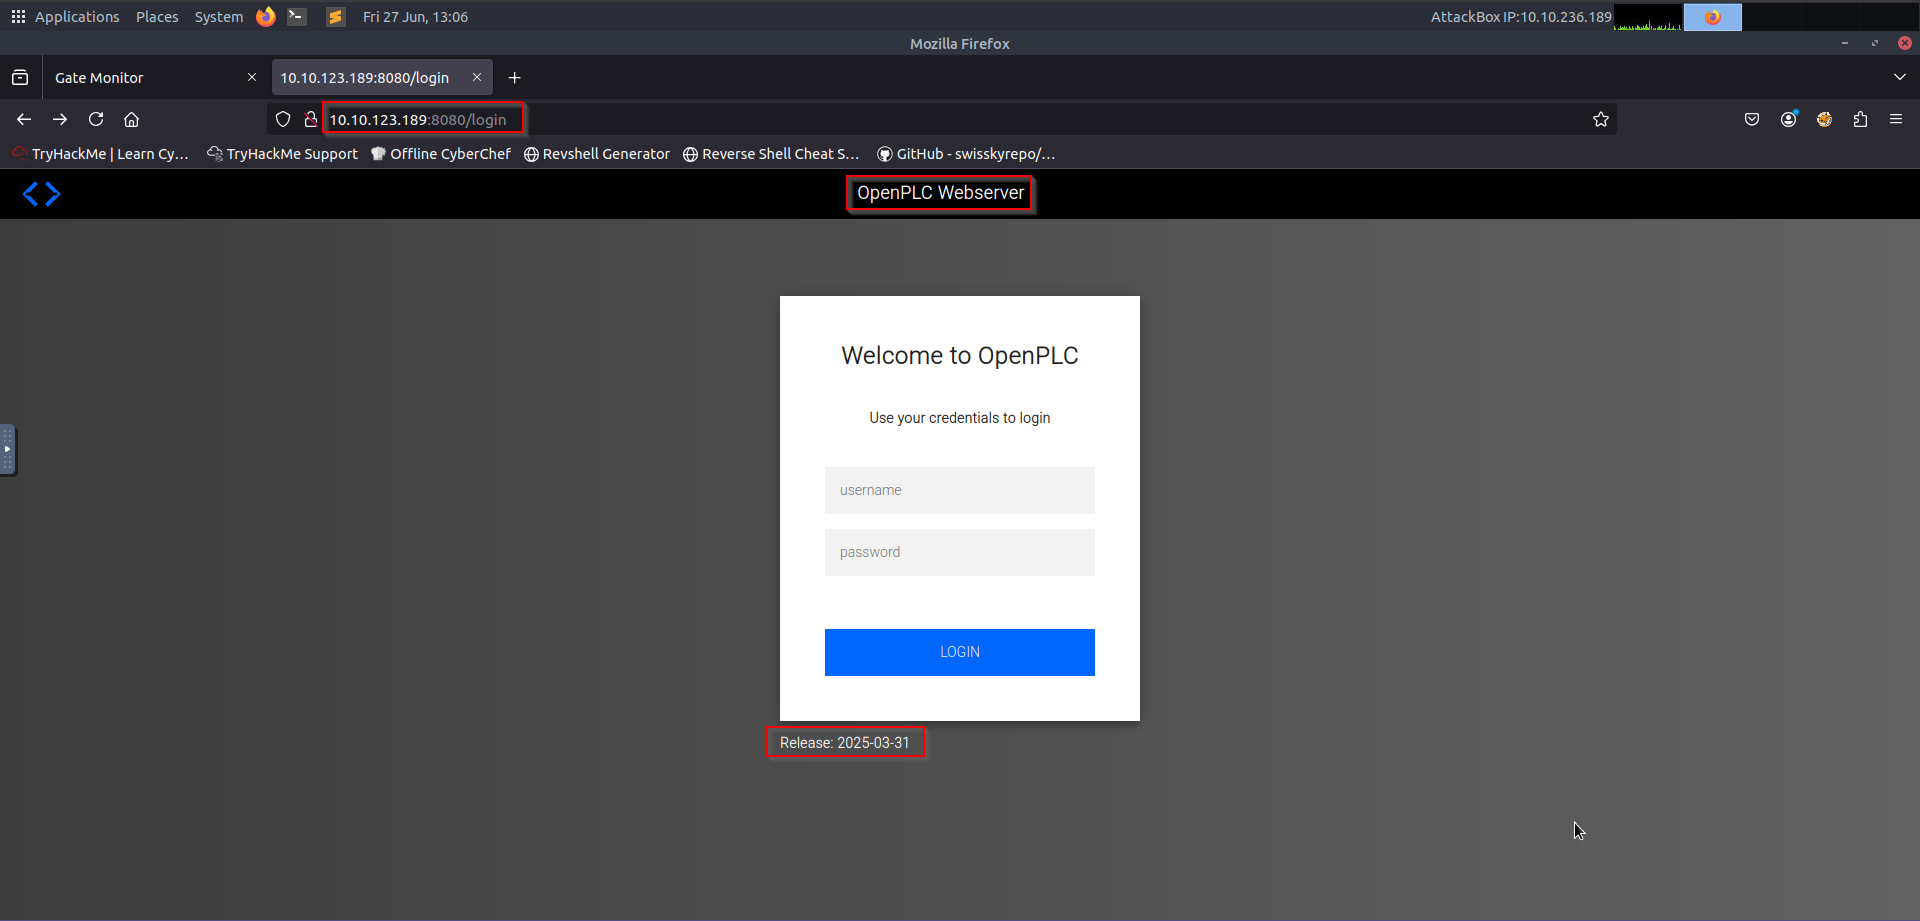 Applications Places System Fri 27 Jun, 13:06 AttackBox IP:10.10.236.189
Mozilla Firefox
Gate Monitor 10.10.123.189:8080/login
10.10.123.189:8080/login
TryHackMe | Learn Cy... TryHackMe Support Offline CyberChef Revshell Generator Reverse Shell Cheat S... GitHub - swisskyrepo/...
OpenPLC Webserver
Welcome to OpenPLC
Use your credentials to login
username
password
LOGIN
Release: 2025-03-31